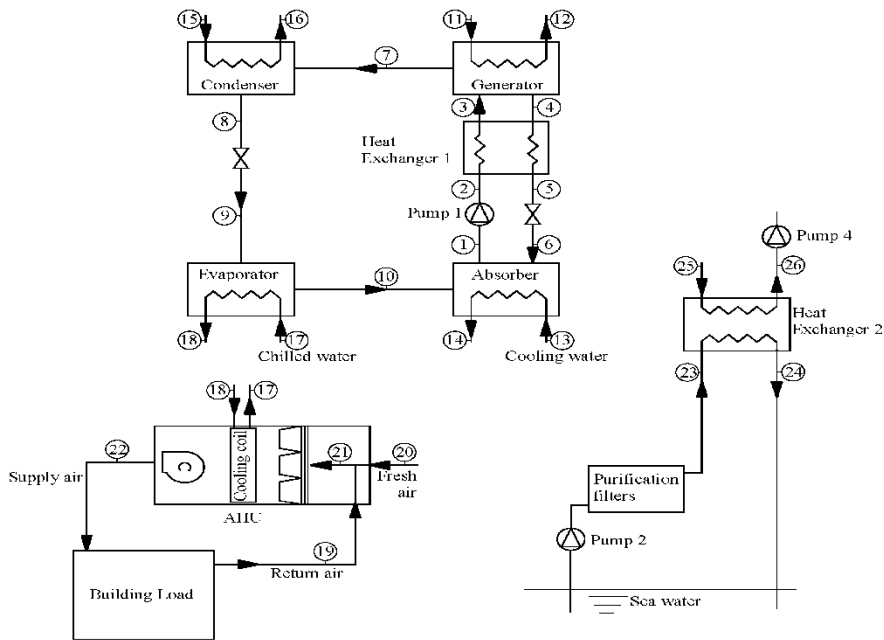 15
16
11
12
7
Condenser
Generator
8
3
4
Heat
Exchanger 1
2
5
9
Pump 1
1
6
Pump 4
Evaporator
10
Absorber
25
26
Heat
Exchanger 2
18
17
14
13
Chilled water
Cooling water
23
24
18
17
22
21
20
Supply air
C
Cooling coil
Fresh
air
Purification
filters
AHU
19
Return air
Pump 2
Building Load
Sea water